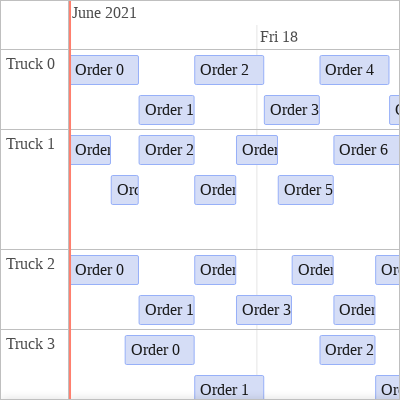 June 2021
Fri 18
Truck 0
Order 0
Order 2
Order 4
Order 1
Order 3
Truck 1
Order
Order 2
Order
Order 6
Order
Order 5
Truck 2
Order 0
Order
Order
Order 1
Order 3
Order
Truck 3
Order 0
Order 2
Order 1